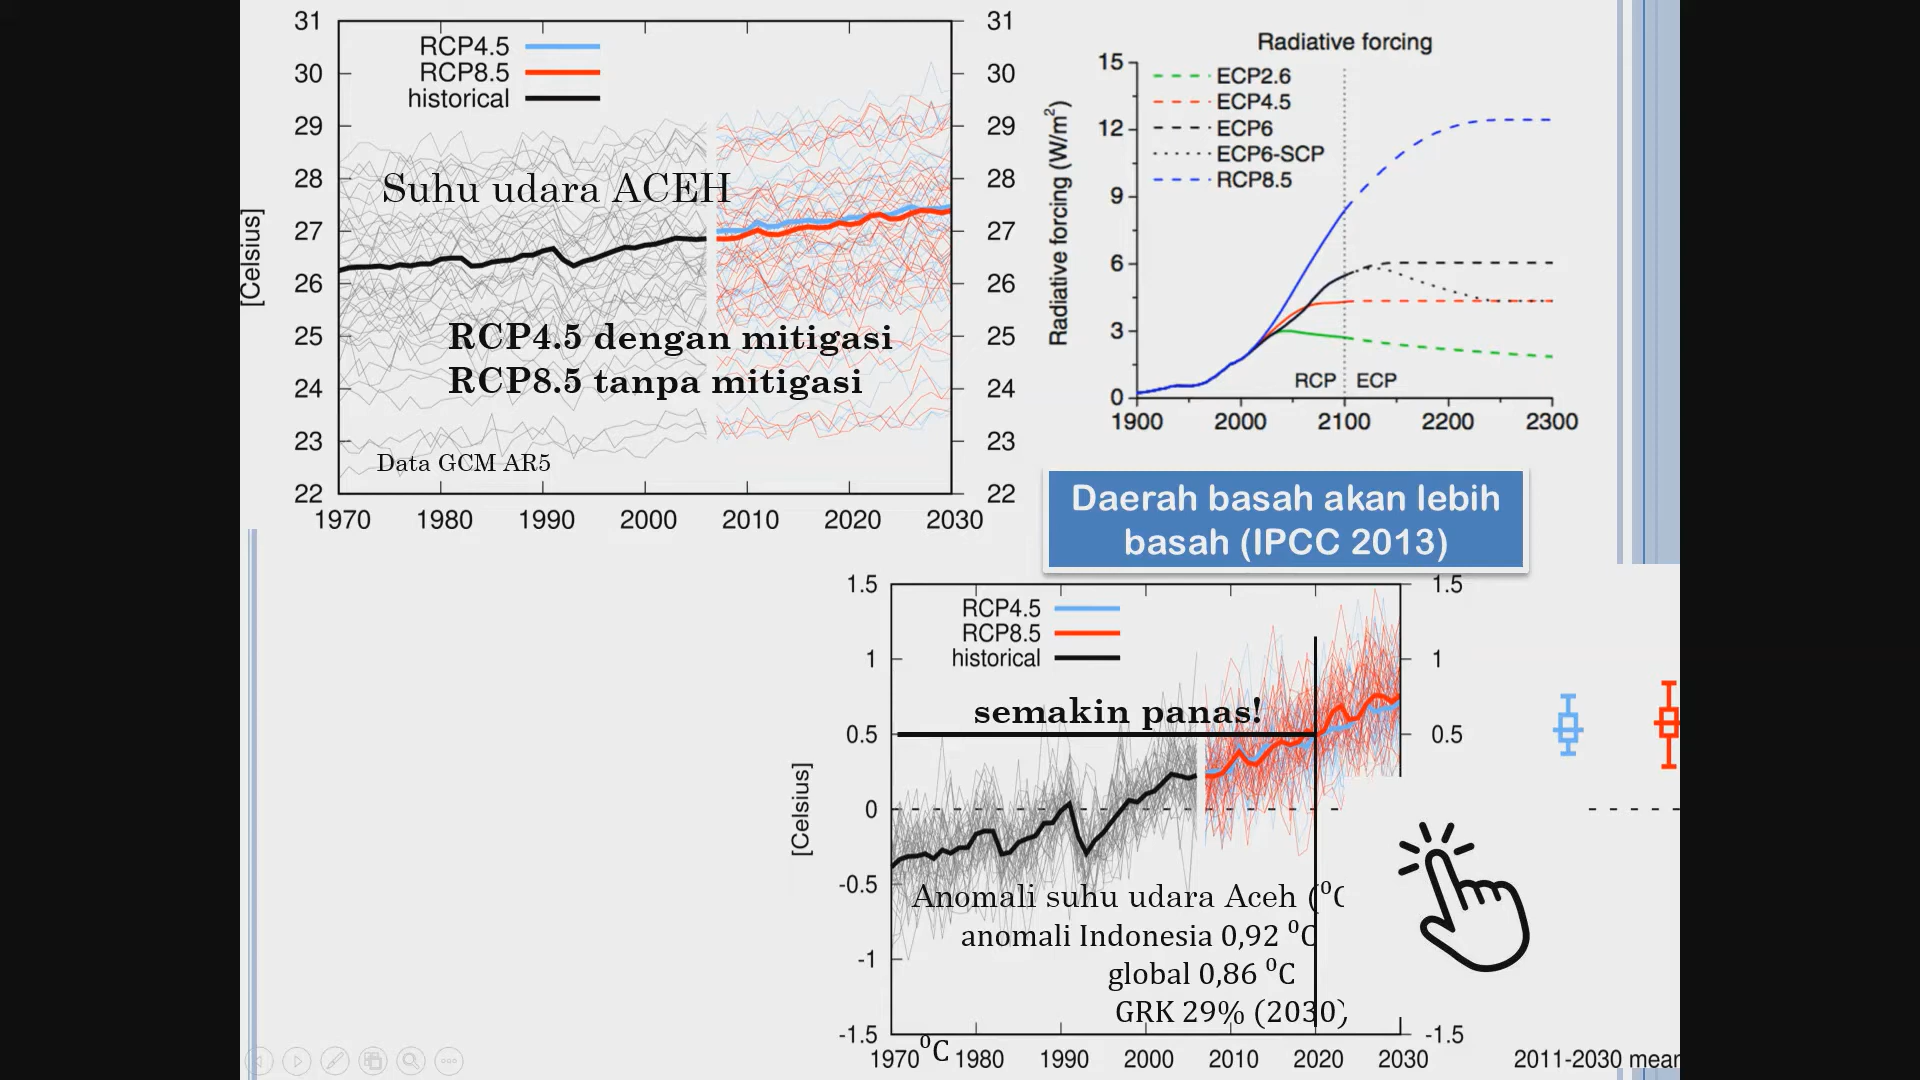 31
30
29
28
27
26
25
24
23
22
[Celsius]
RCP4.5
RCP8.5
historical
Suhu udara ACEH
RCP4.5 dengan mitigasi
RCP8.5 tanpa mitigasi
Data GCM AR5
31
30
29
28
27
26
25
24
23
22
1970 1980 1990 2000 2010 2020 2030
Radiative forcing
Radiative forcing (W/m²)
15
12
9
6
3
0
ECP2.6
ECP4.5
ECP6
ECP6-SCP
RCP8.5
RCP ECP
1900 2000 2100 2200 2300
Daerah basah akan lebih
basah (IPCC 2013)
1.5
1
0.5
0
-0.5
-1
-1.5
[Celsius]
RCP4.5
RCP8.5
historical
semakin panas!
Anomali suhu udara Aceh (⁰C
anomali Indonesia 0,92 ⁰C
global 0,86 ⁰C
GRK 29% (2030)
⁰C
1.5
1
0.5
-1.5
1970 1980 1990 2000 2010 2020 2030
2011-2030 mean